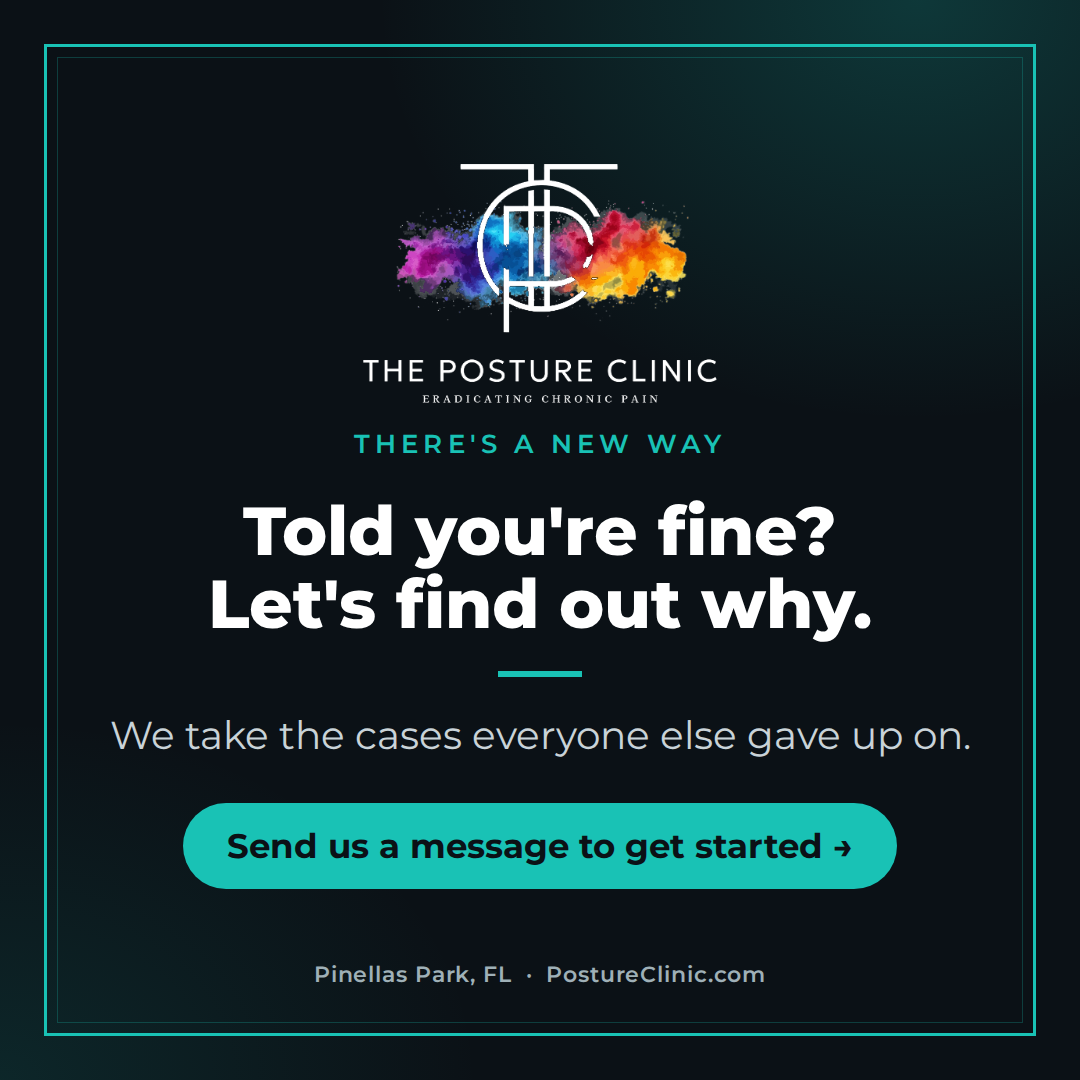 THE POSTURE CLINIC
ERADICATING CHRONIC PAIN
THERE'S A NEW WAY
Told you're fine?
Let's find out why.
We take the cases everyone else gave up on.
Send us a message to get started →
Pinellas Park, FL · PostureClinic.com